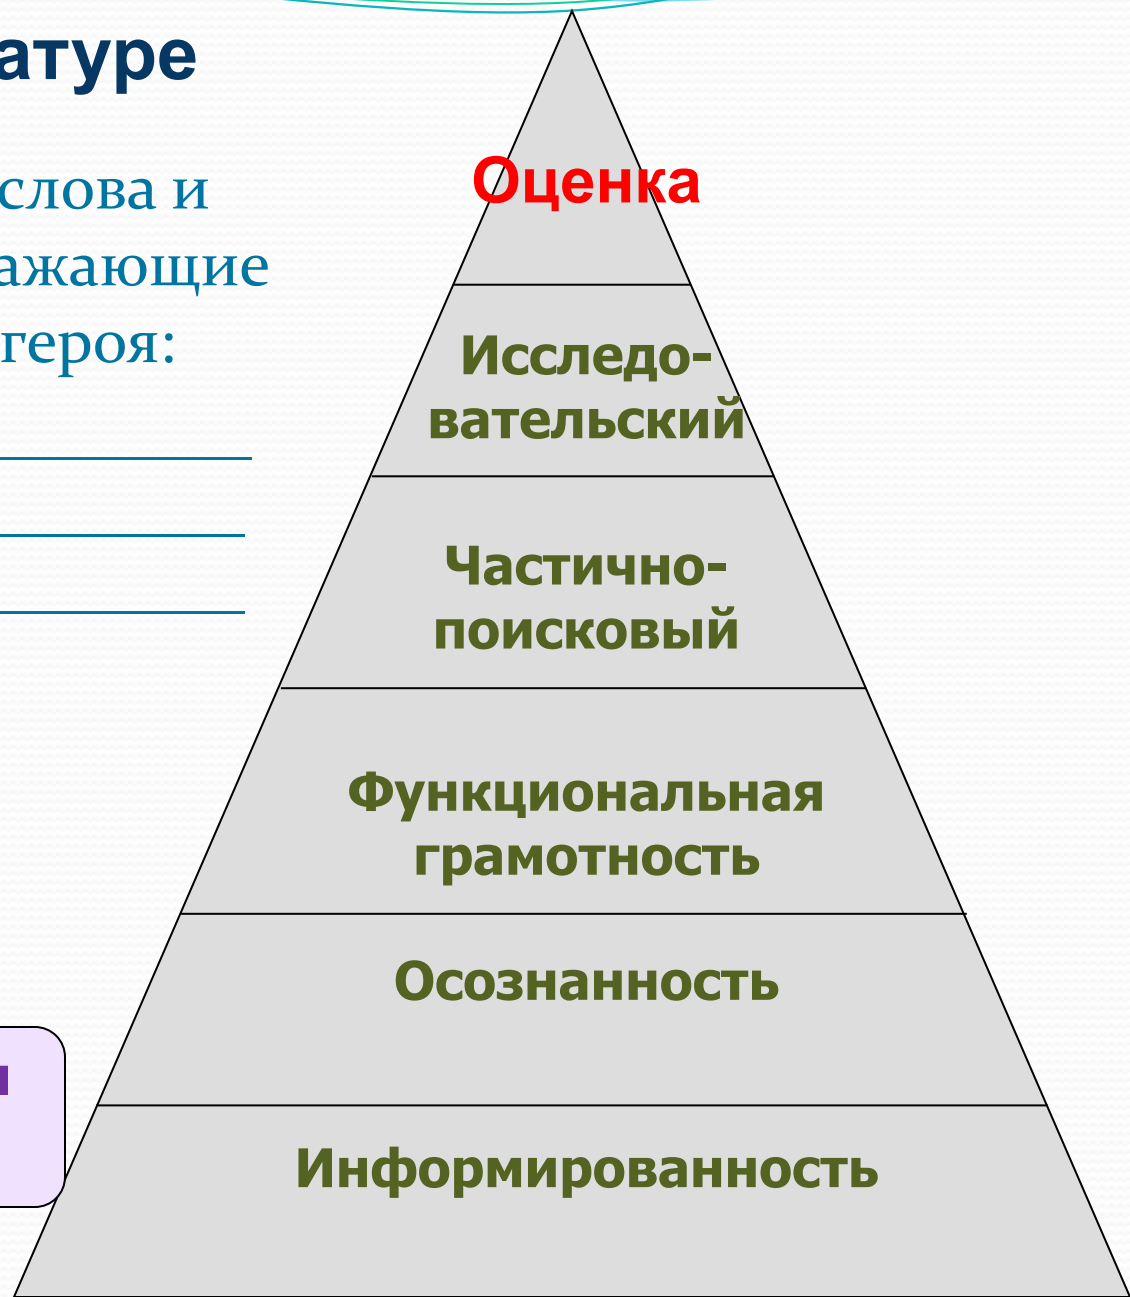 атуре
слова и
ажающие
героя:
Оценка
Исследо-
вательский
Частично-
поисковый
Функциональная
грамотность
Осознанность
Информированность